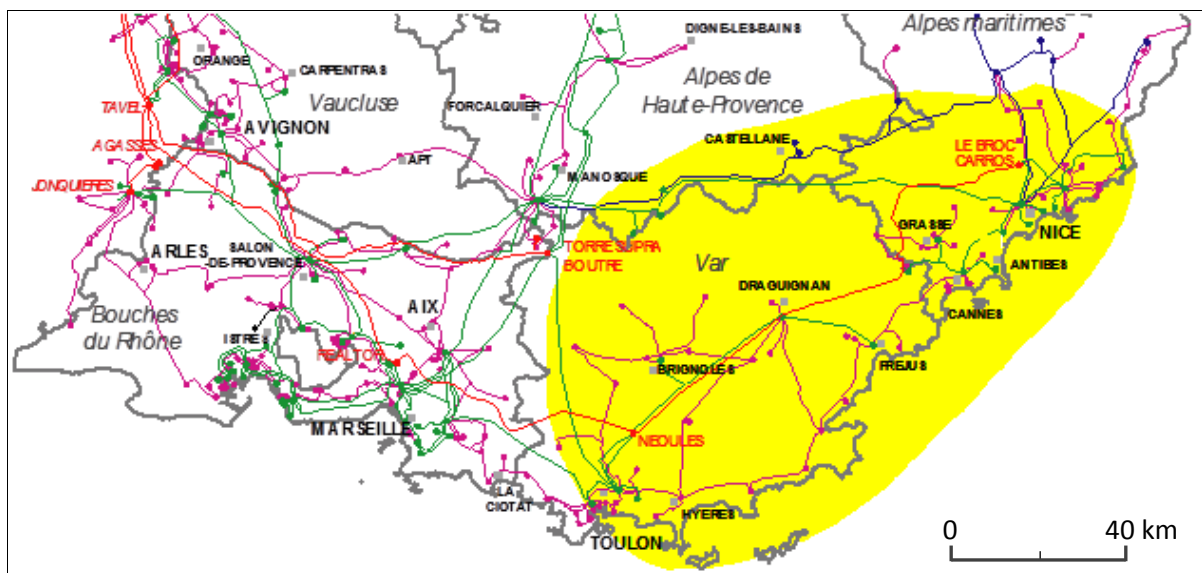 Alpes maritimes
DIGNE-LES-BAINS
ORANGE
CARPENTRAS
Alpes de
Haute-Provence
Vaucluse
TAVEL
FORCALQUIER
AVIGNON
CASTELLANE
AGASSES
LE BROC
CARROS
APT
MANOSQUE
JONQUIERES
GRASSE
NICE
ARLES
SALON
-DE-PROVENCE
TORRE SUPRA
BOUTRE
Var
ANTIBES
DRAGUIGNAN
Bouches
du Rhône
AIX
CANNES
ISTRES
REALTOR
BRIGNOLES
FREJUS
MARSEILLE
NEOULES
LA
CIOTAT
HYERES
TOULON
0 40 km